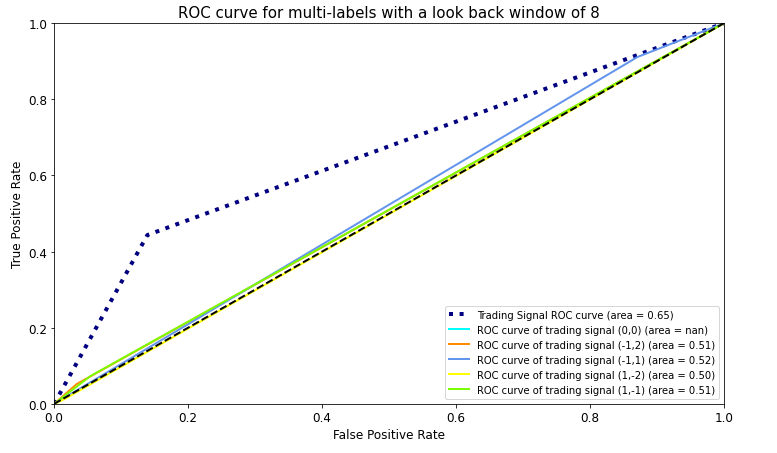 ROC curve for multi-labels with a look back window of 8
1.0
0.8
0.6
0.4
0.2
0.0
True Positive Rate
Trading Signal ROC curve (area = 0.65)
ROC curve of trading signal (0,0) (area = nan)
ROC curve of trading signal (-1,2) (area = 0.51)
ROC curve of trading signal (-1,1) (area = 0.52)
ROC curve of trading signal (1,-2) (area = 0.50)
ROC curve of trading signal (1,-1) (area = 0.51)
0.0 0.2 0.4 0.6 0.8 1.0
False Positive Rate